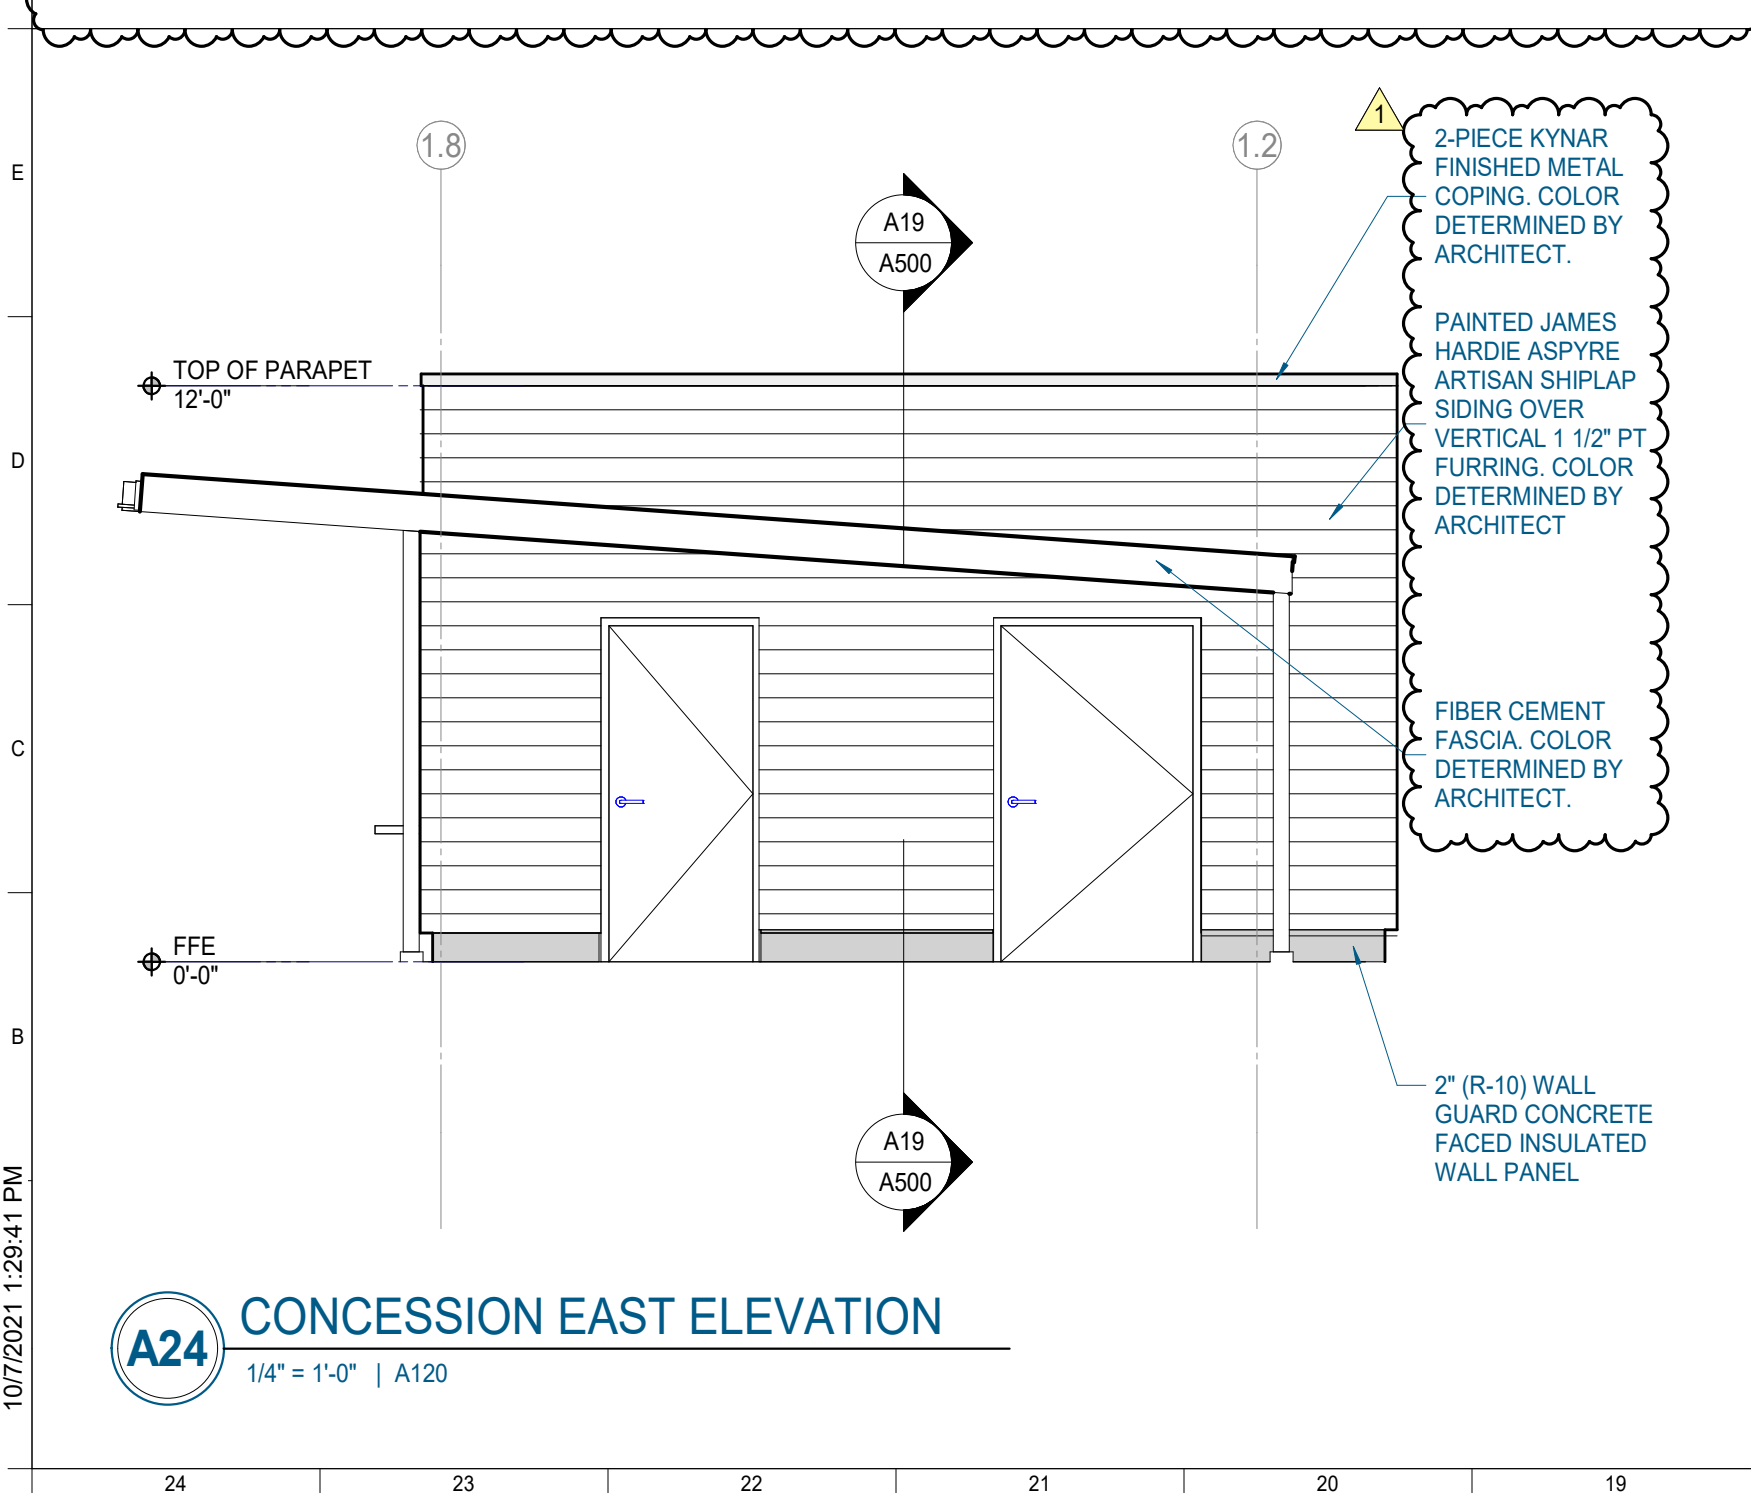 1
1.8
1.2
2-PIECE KYNAR
FINISHED METAL
COPING. COLOR
DETERMINED BY
ARCHITECT.
E
A19
A500
PAINTED JAMES
HARDIE ASPYRE
ARTISAN SHIPLAP
SIDING OVER
VERTICAL 1 1/2" PT
FURRING. COLOR
DETERMINED BY
ARCHITECT
TOP OF PARAPET
12'-0"
D
FIBER CEMENT
FASCIA. COLOR
DETERMINED BY
ARCHITECT.
C
FFE
0'-0"
B
2" (R-10) WALL
GUARD CONCRETE
FACED INSULATED
WALL PANEL
A19
A500
10/7/2021 1:29:41 PM
A24
CONCESSION EAST ELEVATION
1/4" = 1'-0" | A120
24 23 22 21 20 19